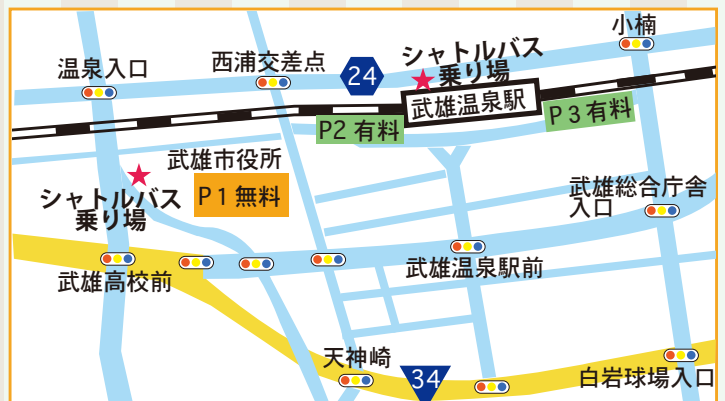 小楠
シャトルバス
乗り場
西浦交差点
温泉入口
24
武雄温泉駅
P3有料
P2 有料
武雄市役所
P1無料
シャトルバス
乗り場
武雄総合庁舎
入口
武雄高校前
武雄温泉駅前
天神崎
34
白岩球場入口